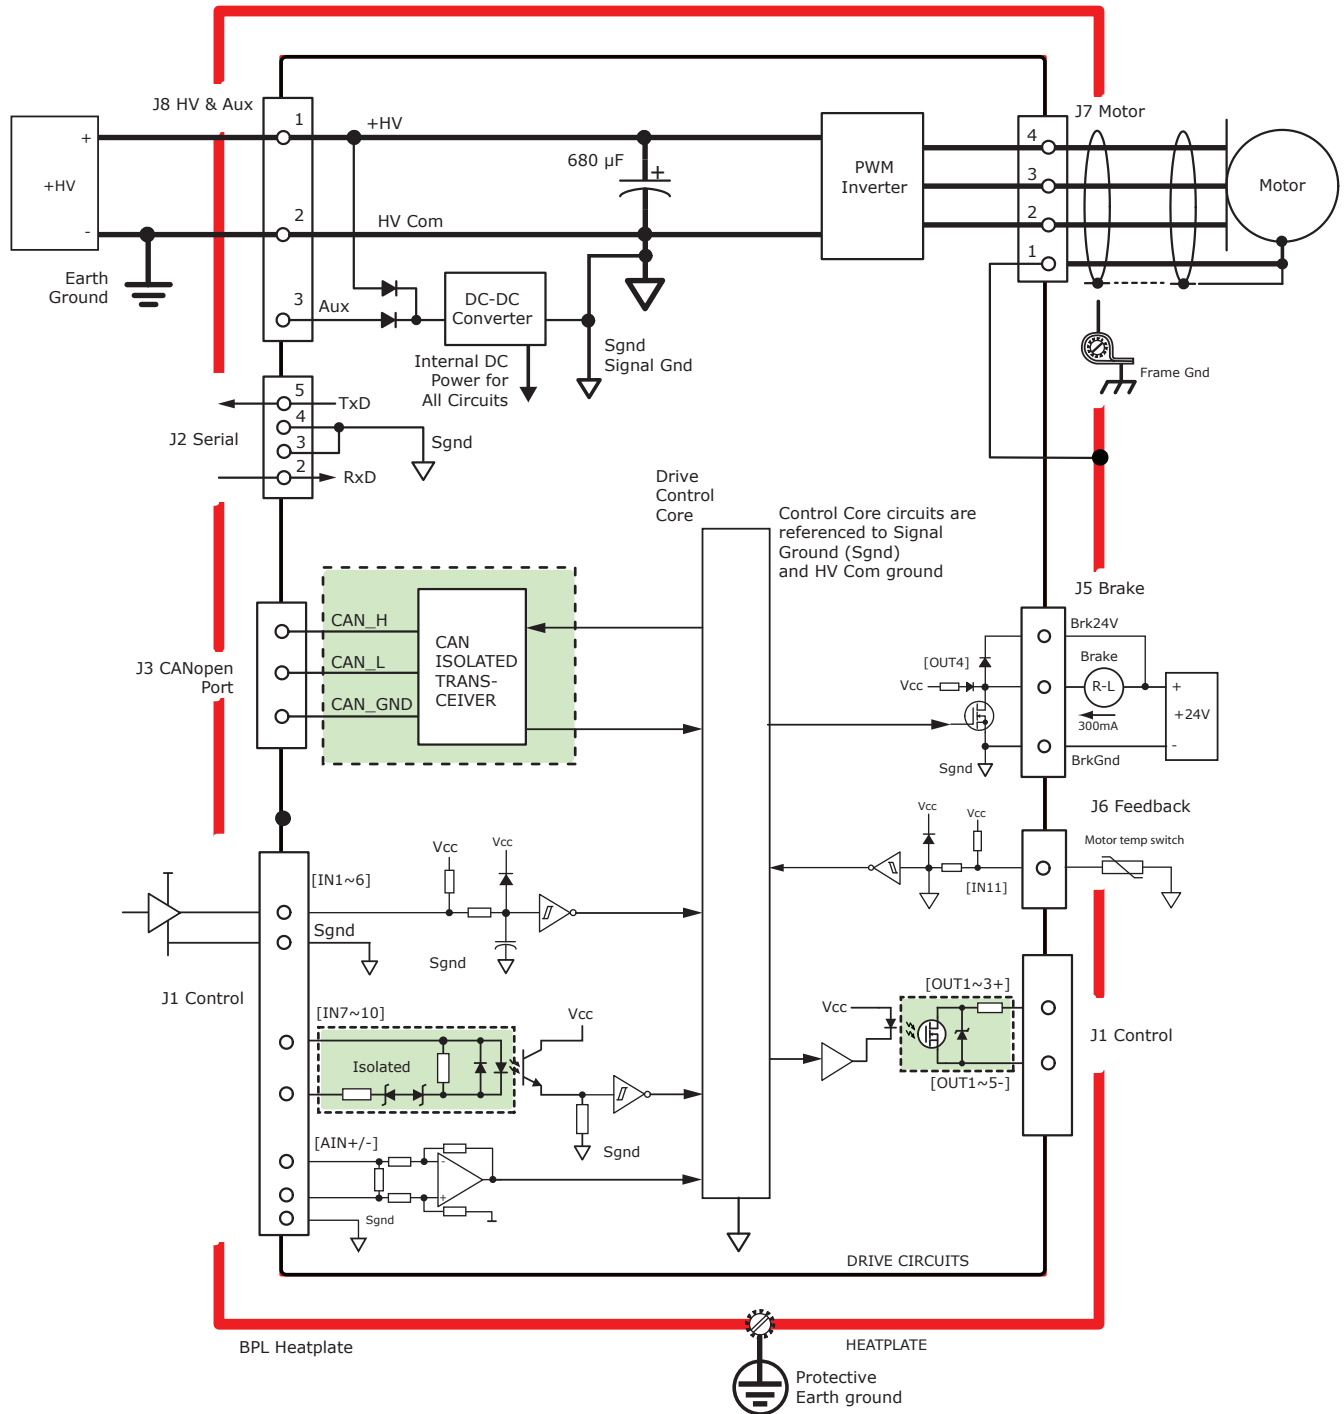 J8 HV & Aux
1
+HV
J7 Motor
+
+HV
-
680 µF
+
PWM
Inverter
4
3
2
1
Motor
2
HV Com
Earth
Ground
3
Aux
DC-DC
Converter
Internal DC
Power for
All Circuits
Sgnd
Signal Gnd
Frame Gnd
J2 Serial
5
TxD
4
3
Sgnd
2
RxD
Drive
Control
Core
Control Core circuits are
referenced to Signal
Ground (Sgnd)
and HV Com ground
J3 CANopen
Port
CAN_H
CAN_L
CAN_GND
CAN
ISOLATED
TRANS-
CEIVER
J5 Brake
Brk24V
[OUT4]
Vcc
Brake
R-L
300mA
+
+24V
-
Sgnd
BrkGnd
J6 Feedback
Vcc
Vcc
Motor temp switch
[IN11]
Vcc
Vcc
[IN1~6]
Sgnd
Sgnd
J1 Control
[IN7~10]
Isolated
Vcc
Sgnd
[AIN+/-]
-
+
Sgnd
Vcc
[OUT1~3+]
[OUT1~5-]
J1 Control
DRIVE CIRCUITS
BPL Heatplate
HEATPLATE
Protective
Earth ground